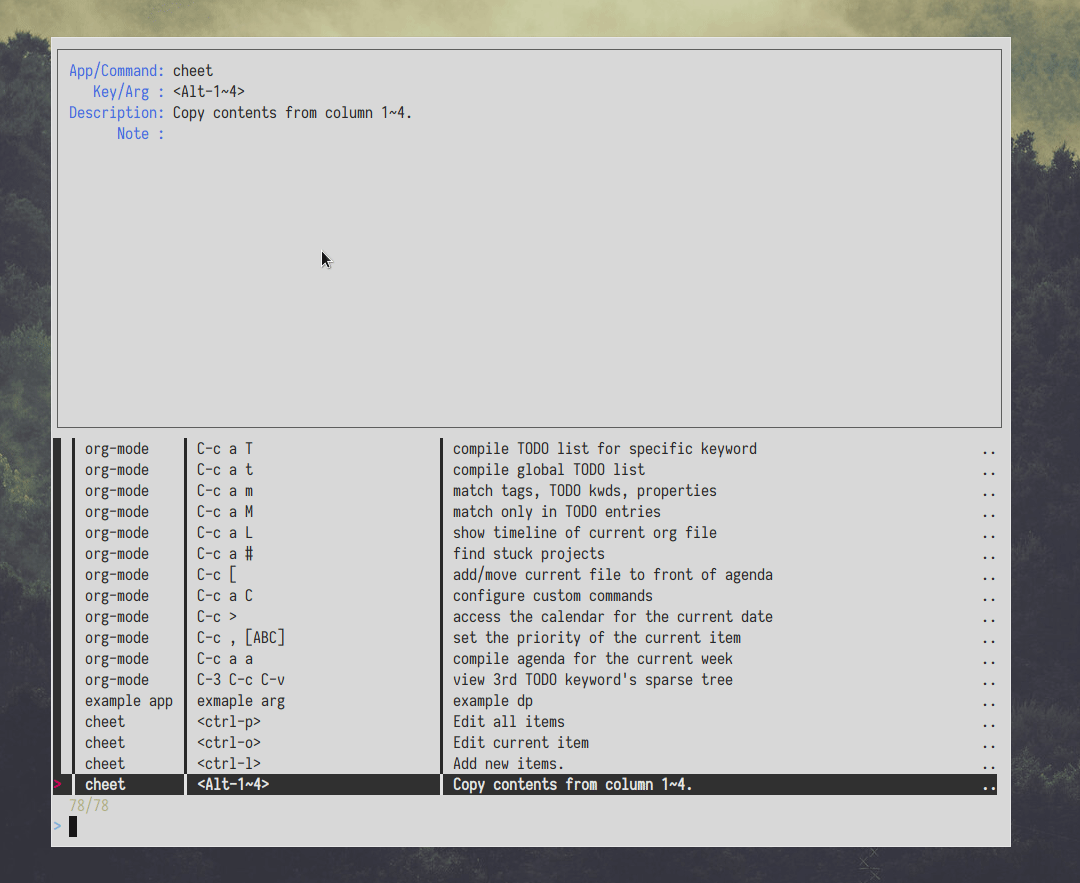 App/Command: cheet
Key/Arg : <Alt-1~4>
Description: Copy contents from column 1~4.
Note :
org-mode C-c a T compile TODO list for specific keyword ..
org-mode C-c a t compile global TODO list ..
org-mode C-c a m match tags, TODO kwds, properties ..
org-mode C-c a M match only in TODO entries ..
org-mode C-c a L show timeline of current org file ..
org-mode C-c a # find stuck projects ..
org-mode C-c [ add/move current file to front of agenda ..
org-mode C-c a C configure custom commands ..
org-mode C-c > access the calendar for the current date ..
org-mode C-c , [ABC] set the priority of the current item ..
org-mode C-c a a compile agenda for the current week ..
org-mode C-3 C-c C-v view 3rd TODO keyword's sparse tree ..
example app exmaple arg example dp ..
cheet <ctrl-p> Edit all items ..
cheet <ctrl-o> Edit current item ..
cheet <ctrl-l> Add new items. ..
> cheet <Alt-1~4> Copy contents from column 1~4. ..
78/78
>